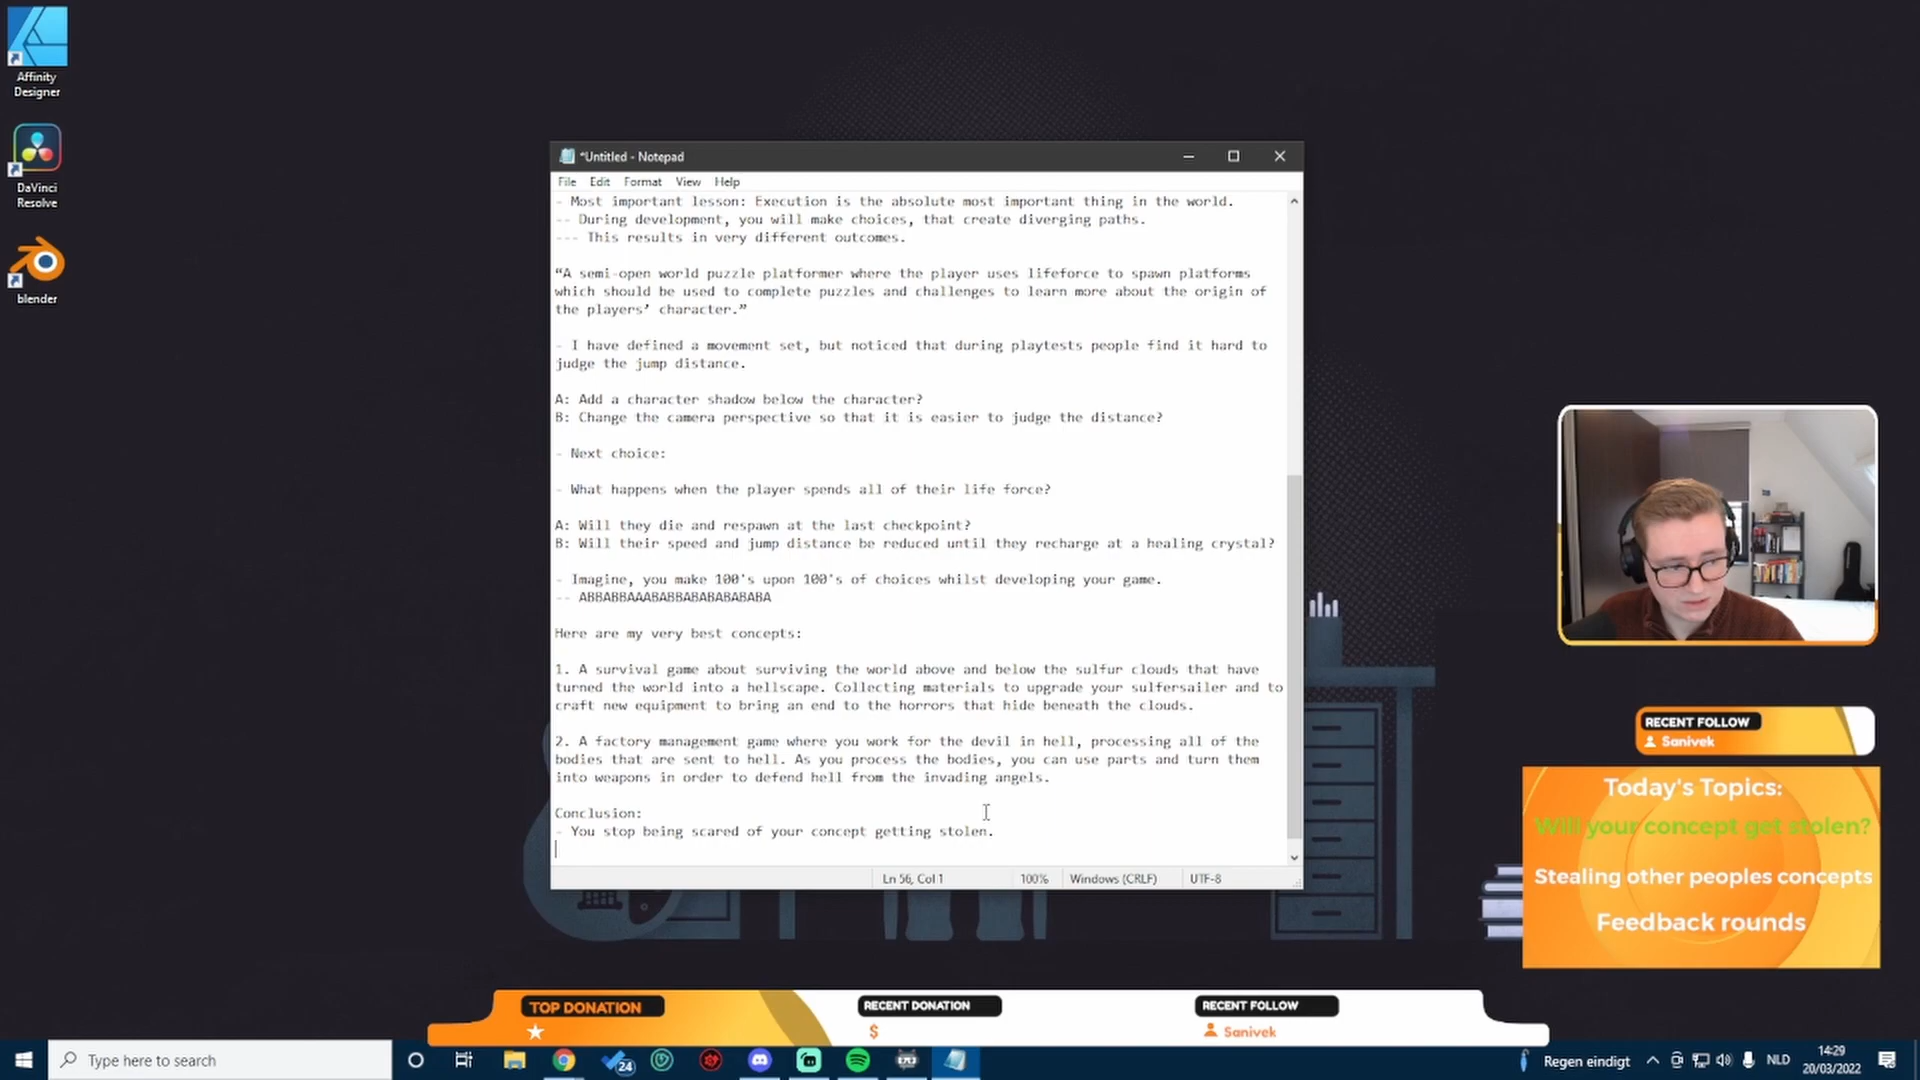 Affinity
Designer
DaVinci
Resolve
blender
*Untitled - Notepad
File Edit Format View Help
- Most important lesson: Execution is the absolute most important thing in the world.
-- During development, you will make choices, that create diverging paths.
--- This results in very different outcomes.
“A semi-open world puzzle platformer where the player uses lifeforce to spawn platforms
which should be used to complete puzzles and challenges to learn more about the origin of
the players’ character.”
- I have defined a movement set, but noticed that during playtests people find it hard to
judge the jump distance.
A: Add a character shadow below the character?
B: Change the camera perspective so that it is easier to judge the distance?
- Next choice:
- What happens when the player spends all of their life force?
A: Will they die and respawn at the last checkpoint?
B: Will their speed and jump distance be reduced until they recharge at a healing crystal?
- Imagine, you make 100's upon 100's of choices whilst developing your game.
-- ABBABBAAABABBABABABABABA
Here are my very best concepts:
1. A survival game about surviving the world above and below the sulfur clouds that have
turned the world into a hellscape. Collecting materials to upgrade your sulfersailer and to
craft new equipment to bring an end to the horrors that hide beneath the clouds.
2. A factory management game where you work for the devil in hell, processing all of the
bodies that are sent to hell. As you process the bodies, you can use parts and turn them
into weapons in order to defend hell from the invading angels.
Conclusion:
- You stop being scared of your concept getting stolen.
Ln 56, Col 1 100% Windows (CRLF) UTF-8
RECENT FOLLOW
Sanivek
Today's Topics:
Will your concept get stolen?
Stealing other peoples concepts
Feedback rounds
TOP DONATION
RECENT DONATION
$
RECENT FOLLOW
Sanivek
Type here to search
24
Regen eindigt
NLD
14:29
20/03/2022